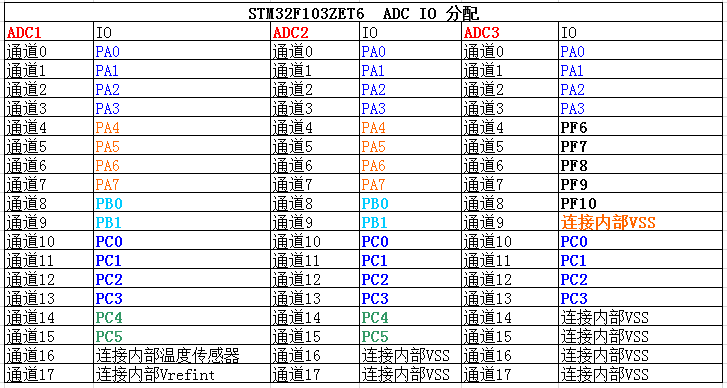 STM32F103ZET6 ADC IO 分配
ADC1 IO ADC2 IO ADC3 IO
通道0 PA0 通道0 PA0 通道0 PA0
通道1 PA1 通道1 PA1 通道1 PA1
通道2 PA2 通道2 PA2 通道2 PA2
通道3 PA3 通道3 PA3 通道3 PA3
通道4 PA4 通道4 PA4 通道4 PF6
通道5 PA5 通道5 PA5 通道5 PF7
通道6 PA6 通道6 PA6 通道6 PF8
通道7 PA7 通道7 PA7 通道7 PF9
通道8 PB0 通道8 PB0 通道8 PF10
通道9 PB1 通道9 PB1 通道9 连接内部VSS
通道10 PC0 通道10 PC0 通道10 PC0
通道11 PC1 通道11 PC1 通道11 PC1
通道12 PC2 通道12 PC2 通道12 PC2
通道13 PC3 通道13 PC3 通道13 PC3
通道14 PC4 通道14 PC4 通道14 连接内部VSS
通道15 PC5 通道15 PC5 通道15 连接内部VSS
通道16 连接内部温度传感器 通道16 连接内部VSS 通道16 连接内部VSS
通道17 连接内部Vrefint 通道17 连接内部VSS 通道17 连接内部VSS